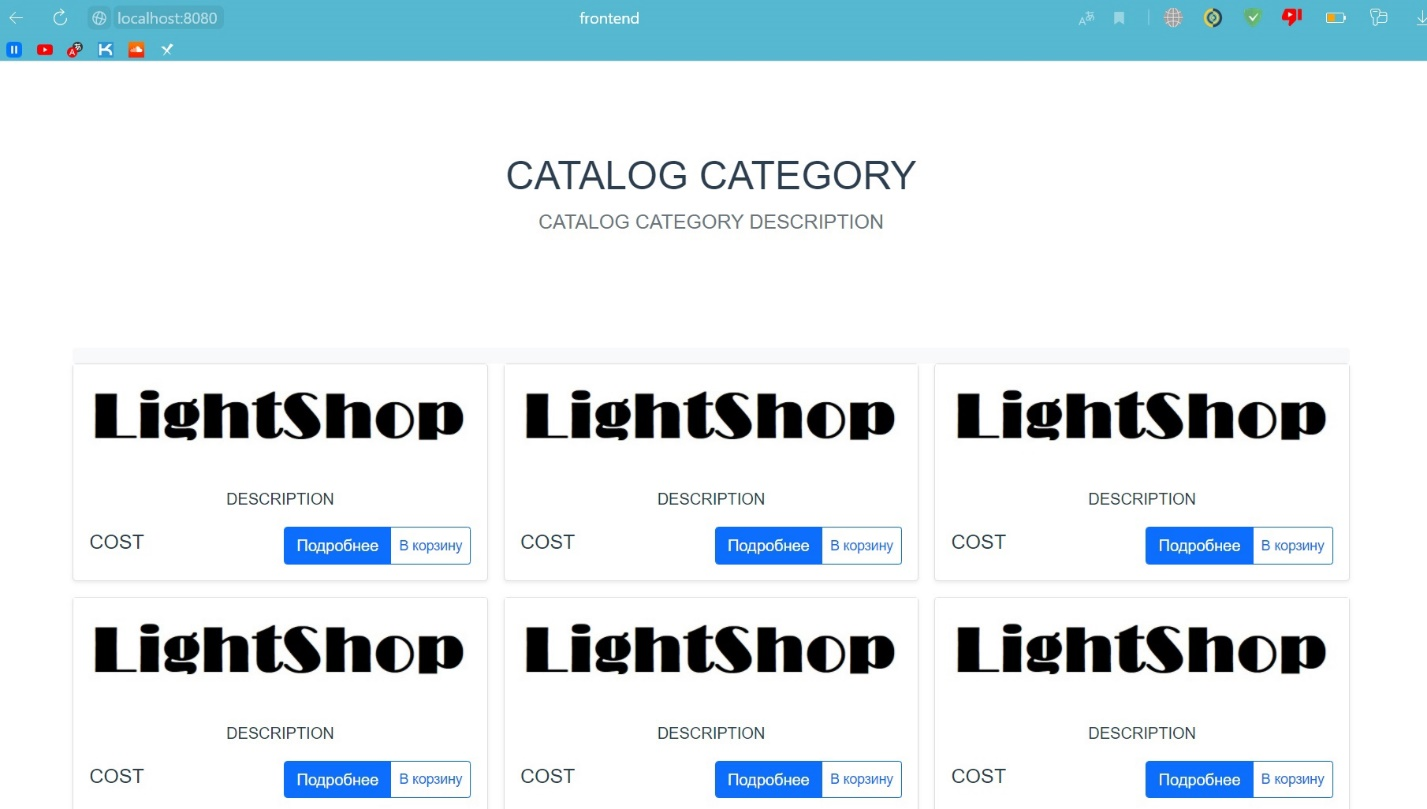 localhost:8080 frontend
CATALOG CATEGORY
CATALOG CATEGORY DESCRIPTION
LightShop LightShop LightShop
DESCRIPTION DESCRIPTION DESCRIPTION
COST Подробнее В корзину COST Подробнее В корзину COST Подробнее В корзину
LightShop LightShop LightShop
DESCRIPTION DESCRIPTION DESCRIPTION
COST Подробнее В корзину COST Подробнее В корзину COST Подробнее В корзину